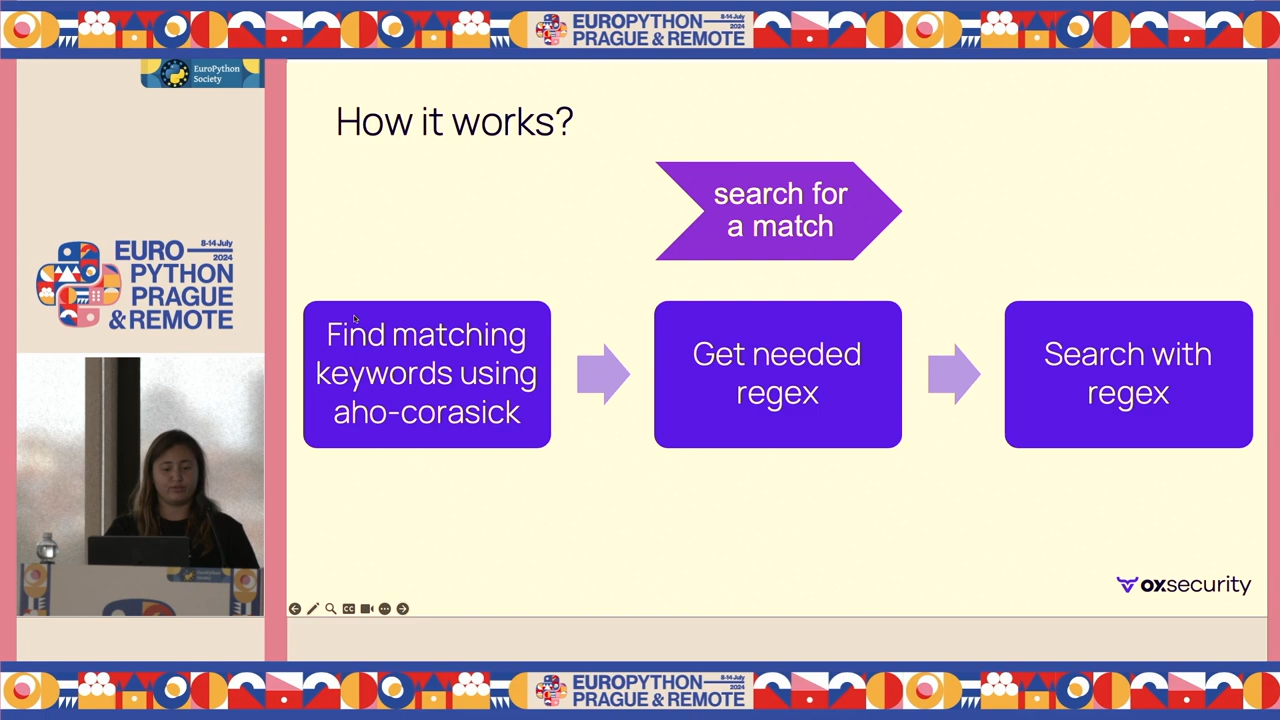 EUROPYTHON
8-14 July
2024
PRAGUE & REMOTE
EuroPython
Society
How it works?
search for
a match
EURO
8-14 July
2024
PYTHON
PRAGUE
& REMOTE
Find matching
keywords using
aho-corasick
Get needed
regex
Search with
regex
oxsecurity
CC
EUROPYTHON
8-14 July
2024
PRAGUE & REMOTE